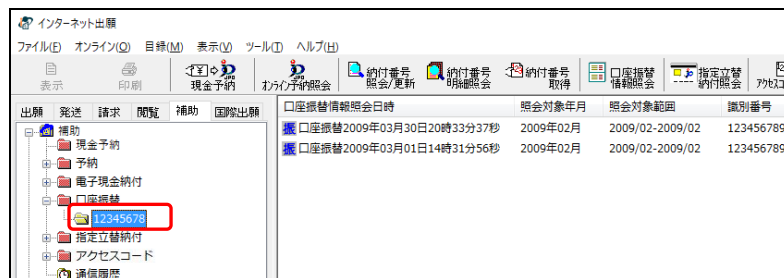 インターネット出願
ファイル(F) オンライン(O) 目録(M) 表示(V) ツール(T) ヘルプ(H)
表示 印刷 現金予納 オンライン予納照会 納付番号照会/更新 納付番号明細照会 納付番号取得 口座振替情報照会 指定立替納付照会
出願 発送 請求 閲覧 補助 国際出願
口座振替情報照会日時 照会対象年月 照会対象範囲 識別番号
補助
振 口座振替2009年03月30日20時33分37秒 2009年02月 2009/02-2009/02 123456789
現金予納
振 口座振替2009年03月01日14時31分56秒 2009年02月 2009/02-2009/02 123456789
予納
電子現金納付
口座振替
12345678
指定立替納付
アクセスコード
通信履歴